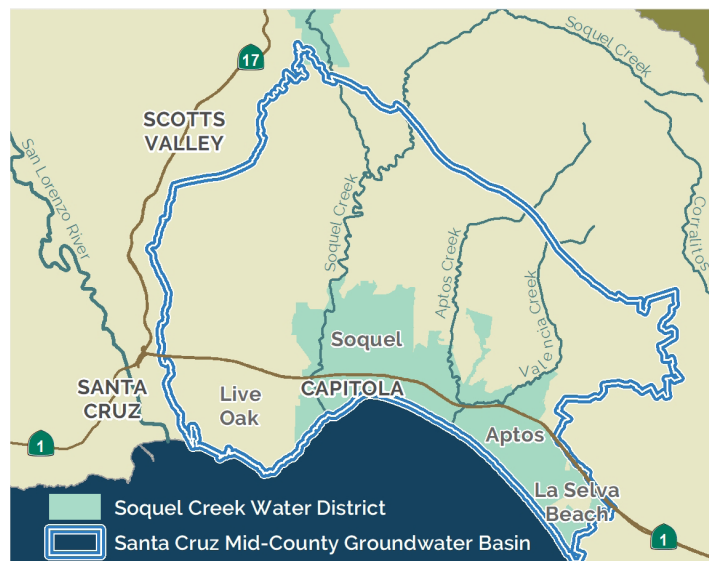 Soquel Creek
17
SCOTTS
VALLEY
San Lorenzo River
Soquel Creek
Aptos Creek
Corralitos
Valencia Creek
Soquel
SANTA
CRUZ
Live
Oak
CAPITOLA
Aptos
1
La Selva
Beach
1
Soquel Creek Water District
Santa Cruz Mid-County Groundwater Basin